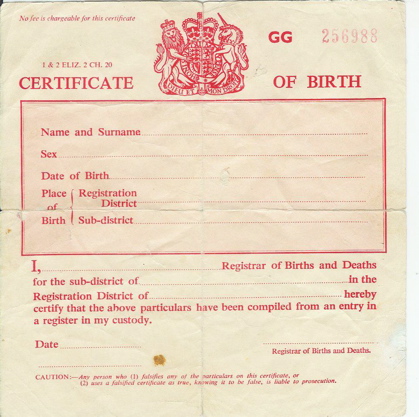 No fee is chargeable for this certificate
GG 256988
1 & 2 ELIZ. 2 CH. 20
CERTIFICATE OF BIRTH
DIEU ET MON DROIT
Name and Surname
Sex
Date of Birth
Place of Birth { Registration District
Sub-district
I, Registrar of Births and Deaths
for the sub-district of in the
Registration District of hereby
certify that the above particulars have been compiled from an entry in
a register in my custody.
Date
Registrar of Births and Deaths.
CAUTION:—Any person who (1) falsifies any of the particulars on this certificate, or
(2) uses a falsified certificate as true, knowing it to be false, is liable to prosecution.